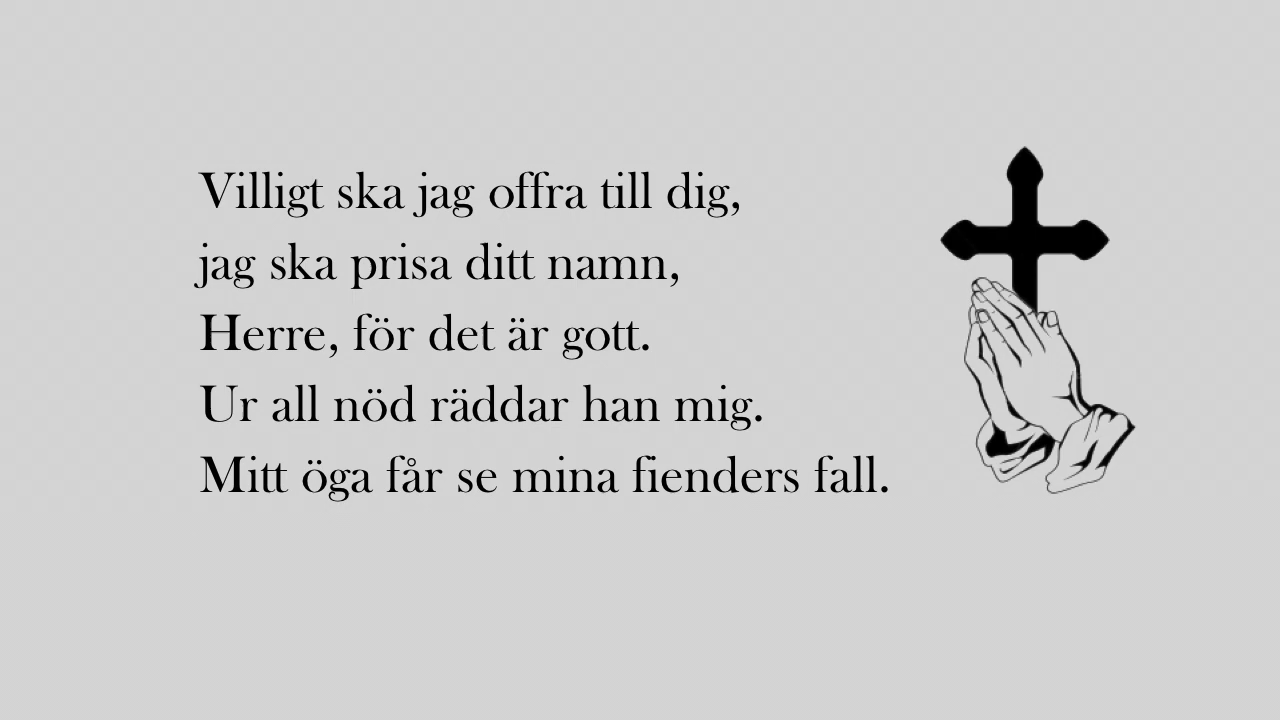 Villigt ska jag offra till dig,
jag ska prisa ditt namn,
Herre, för det är gott.
Ur all nöd räddar han mig.
Mitt öga får se mina fienders fall.